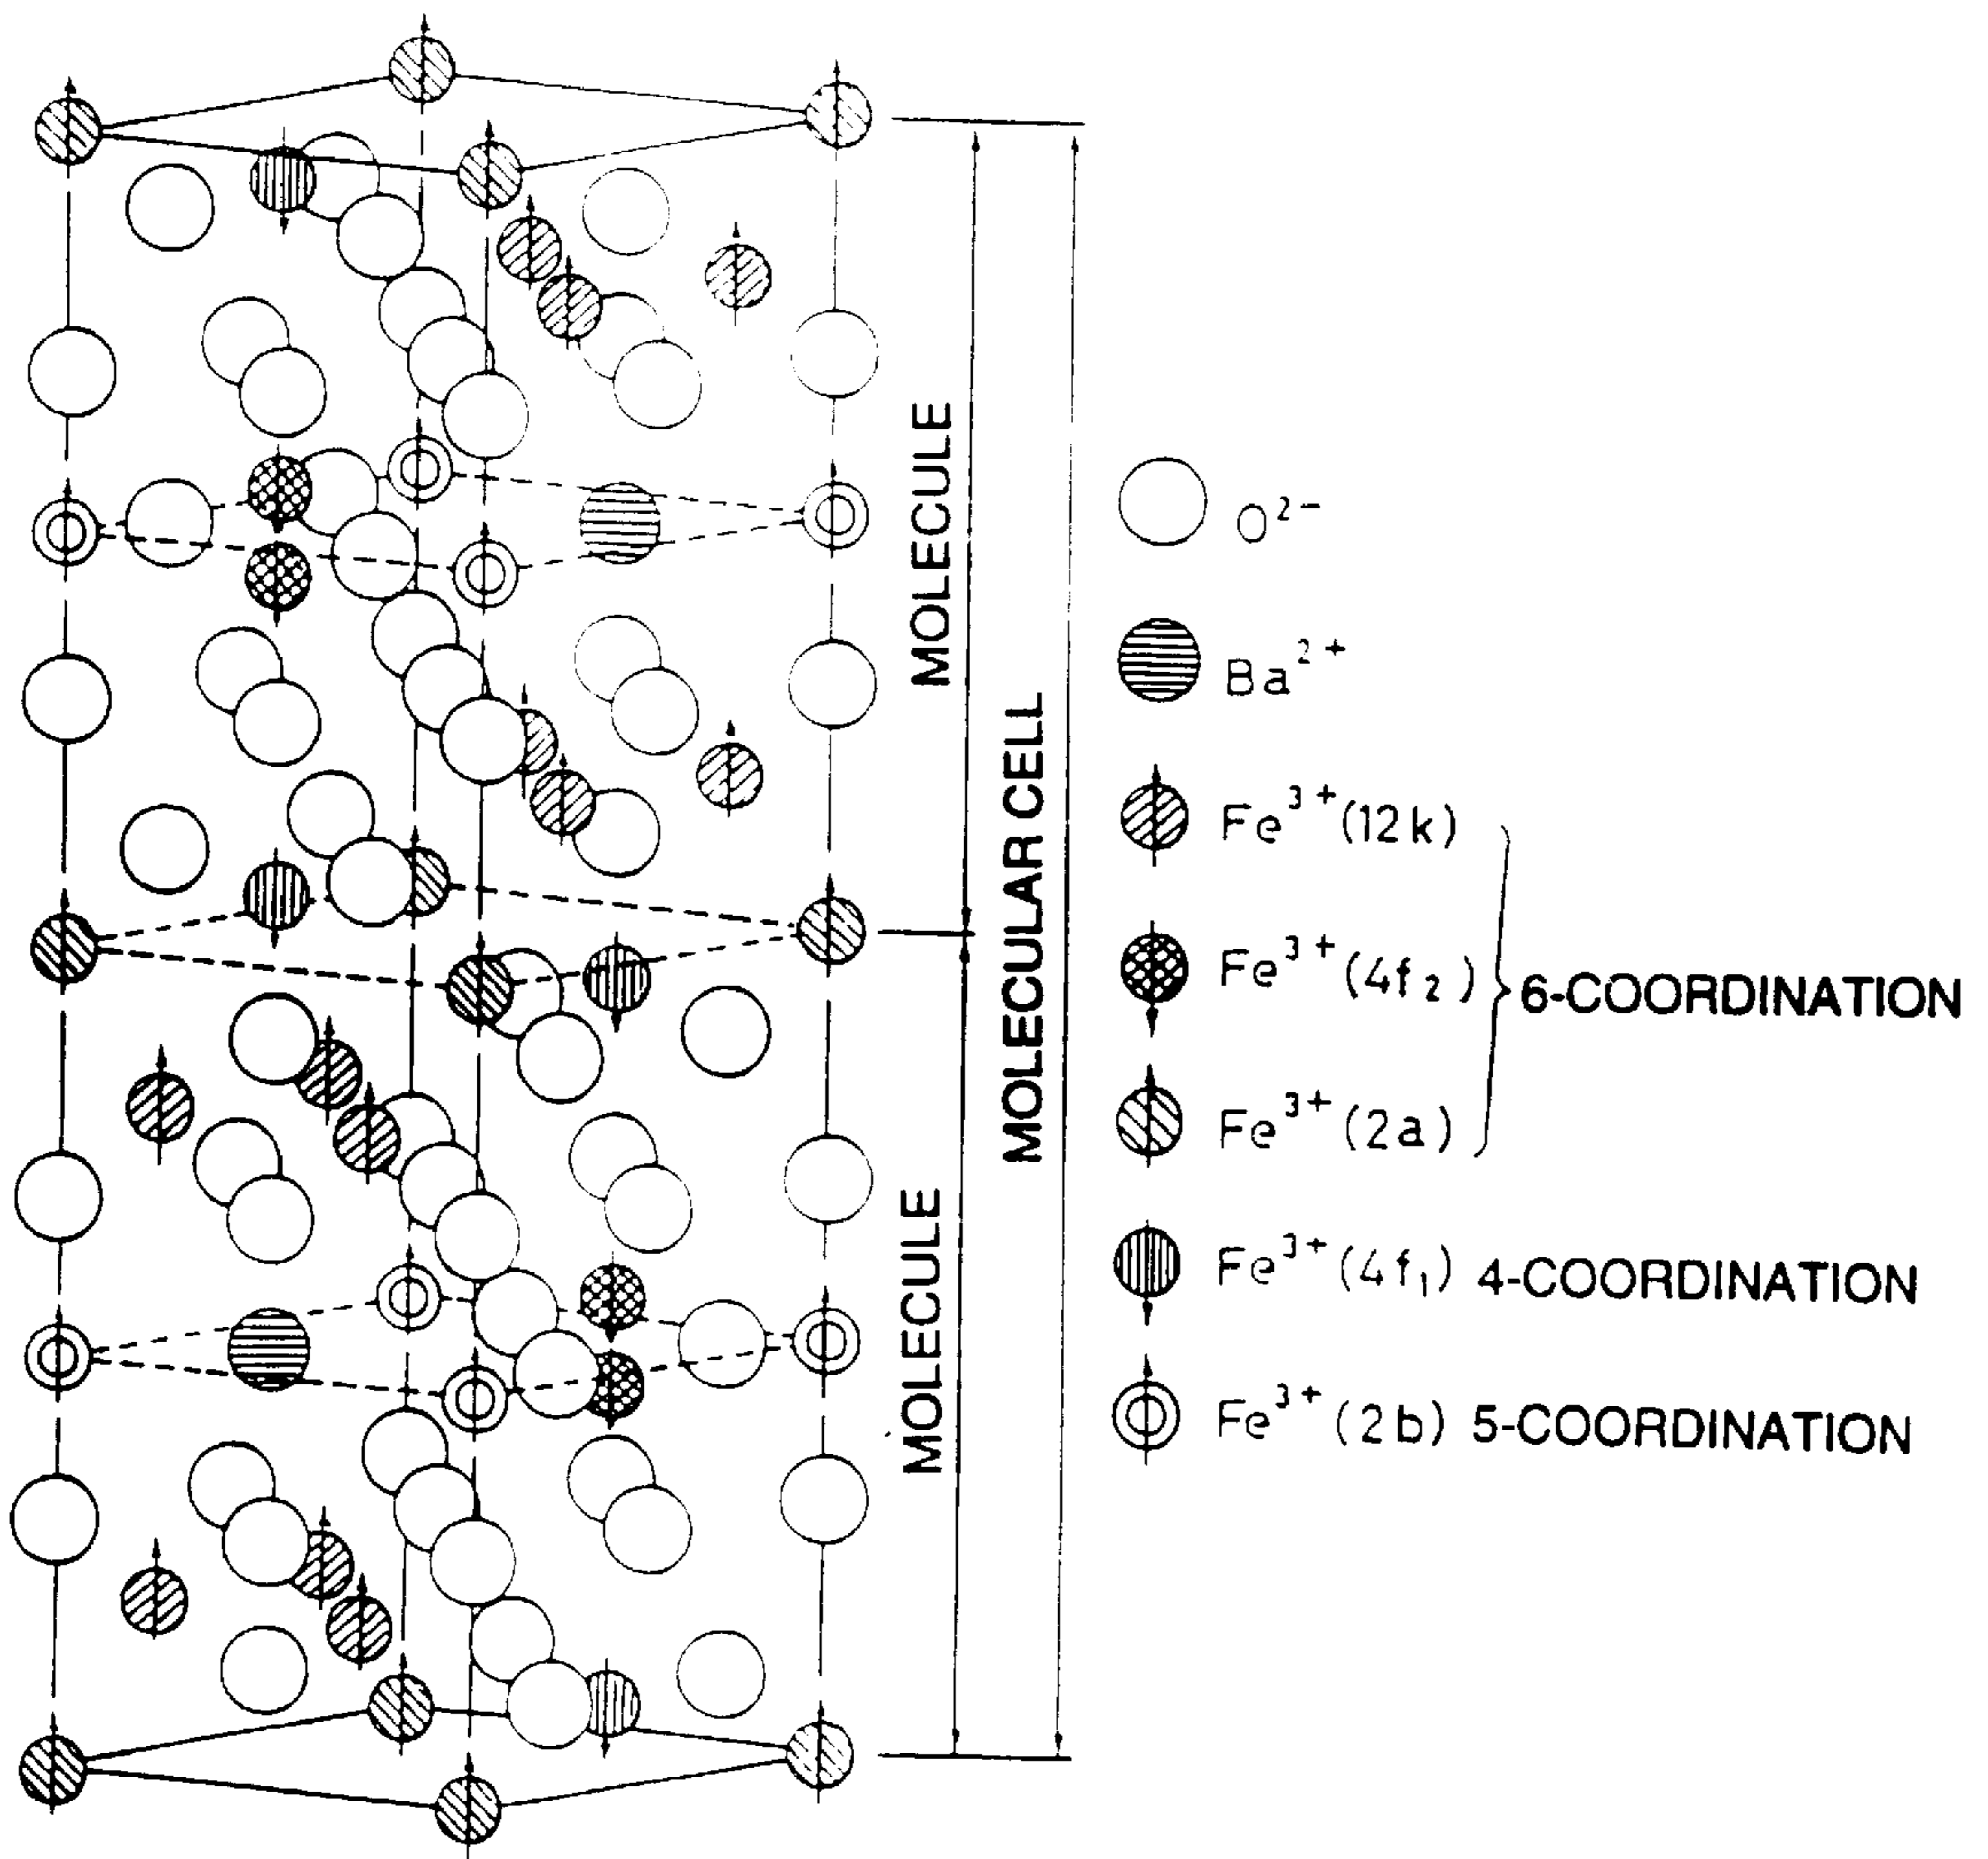 MOLECULE
MOLECULAR CELL
MOLECULE
O²⁻
Ba²⁺
Fe³⁺(12k)
Fe³⁺(4f₂)
6-COORDINATION
Fe³⁺(2a)
Fe³⁺(4f₁) 4-COORDINATION
Fe³⁺(2b) 5-COORDINATION